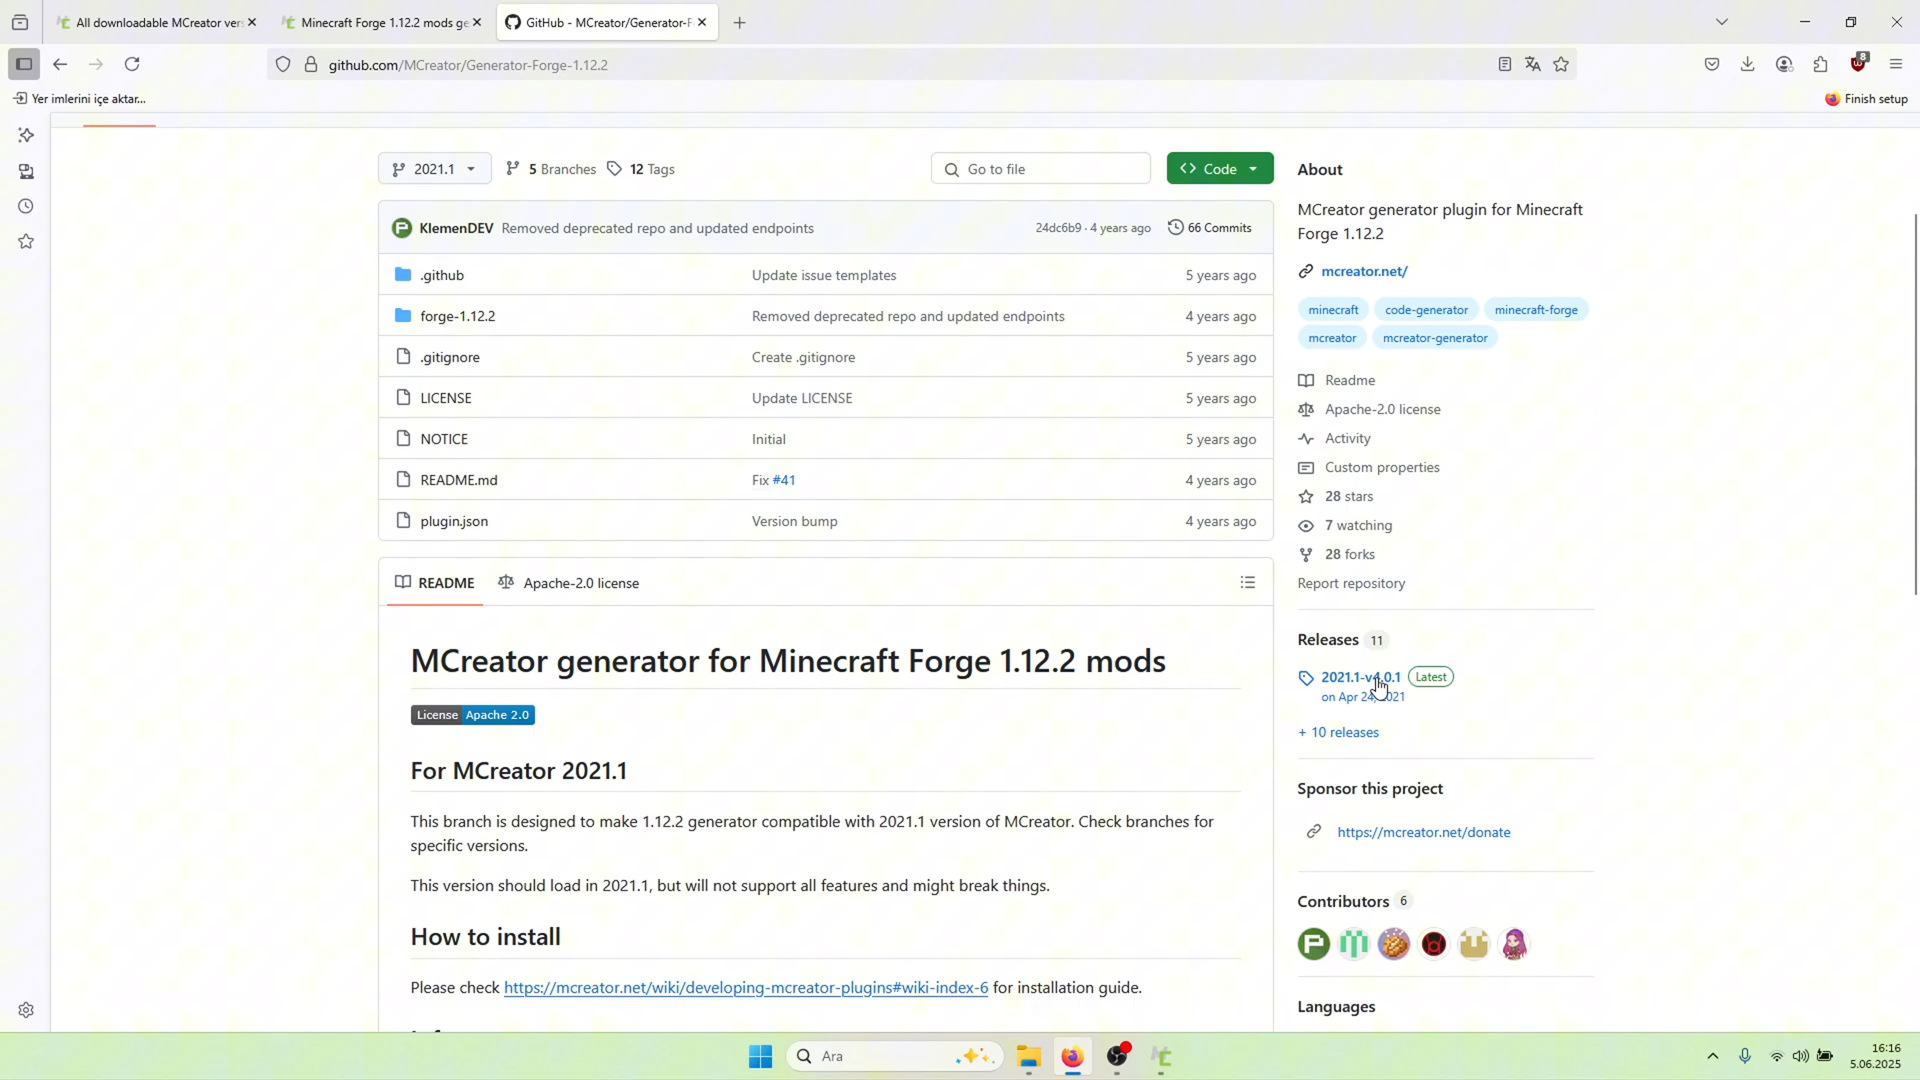 All downloadable MCreator ver
Minecraft Forge 1.12.2 mods ge
GitHub - MCreator/Generator-F
github.com/MCreator/Generator-Forge-1.12.2
8
Yer imlerini içe aktar...
Finish setup
2021.1
5 Branches
12 Tags
Go to file
Code
KlemenDEV Removed deprecated repo and updated endpoints
24dc6b9 · 4 years ago
66 Commits
.github
Update issue templates
5 years ago
forge-1.12.2
Removed deprecated repo and updated endpoints
4 years ago
.gitignore
Create .gitignore
5 years ago
LICENSE
Update LICENSE
5 years ago
NOTICE
Initial
5 years ago
README.md
Fix #41
4 years ago
plugin.json
Version bump
4 years ago
README
Apache-2.0 license
MCreator generator for Minecraft Forge 1.12.2 mods
License Apache 2.0
For MCreator 2021.1
This branch is designed to make 1.12.2 generator compatible with 2021.1 version of MCreator. Check branches for
specific versions.
This version should load in 2021.1, but will not support all features and might break things.
How to install
Please check https://mcreator.net/wiki/developing-mcreator-plugins#wiki-index-6 for installation guide.
About
MCreator generator plugin for Minecraft
Forge 1.12.2
mcreator.net/
minecraft
code-generator
minecraft-forge
mcreator
mcreator-generator
Readme
Apache-2.0 license
Activity
Custom properties
28 stars
7 watching
28 forks
Report repository
Releases 11
2021.1-v4.0.1 Latest
on Apr 24, 2021
+ 10 releases
Sponsor this project
https://mcreator.net/donate
Contributors 6
Languages
Ara
16:16
5.06.2025